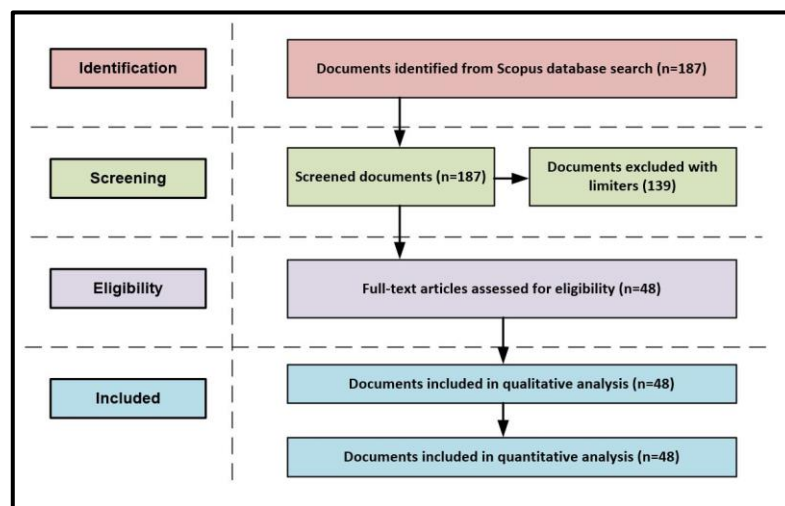 Identification
Documents identified from Scopus database search (n=187)
Screening
Screened documents (n=187)
Documents excluded with
limiters (139)
Eligibility
Full-text articles assessed for eligibility (n=48)
Included
Documents included in qualitative analysis (n=48)
Documents included in quantitative analysis (n=48)